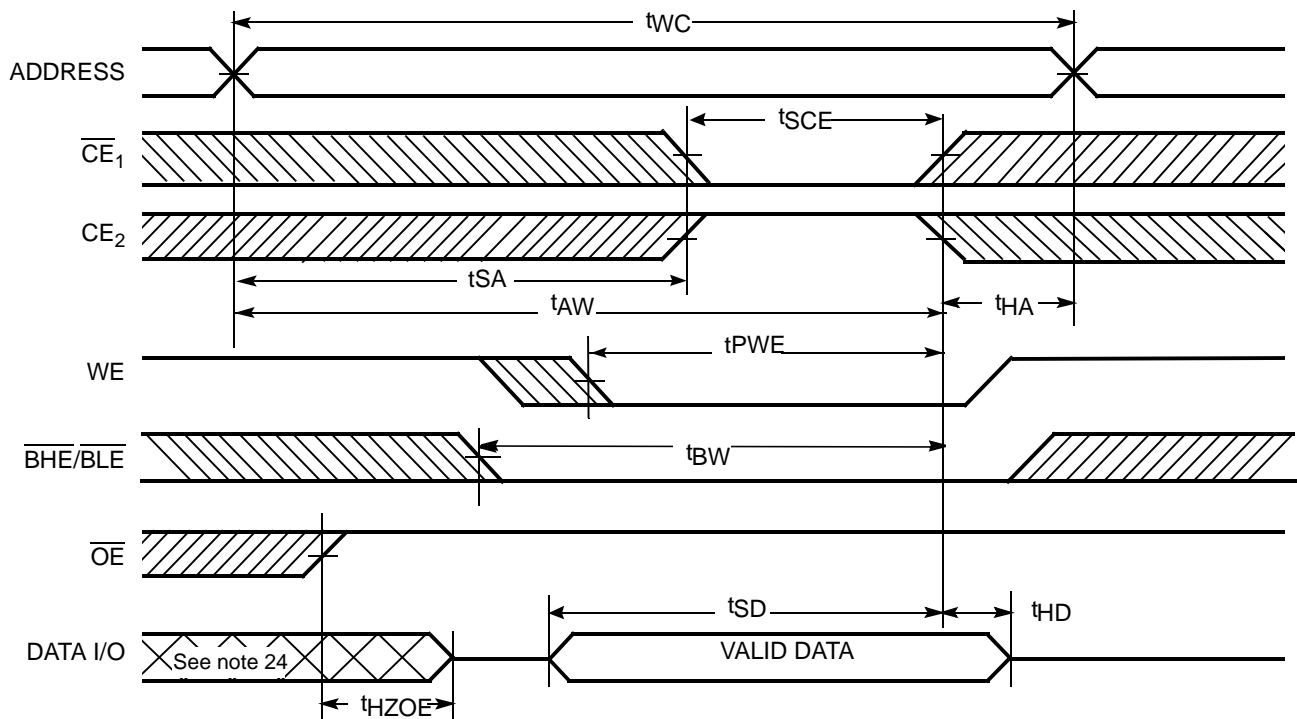 tWC
ADDRESS
tSCE
CE1
CE2
tSA
tAW
tHA
tPWE
WE
BHE/BLE
tBW
OE
tSD
tHD
DATA I/O
See note 24
VALID DATA
tHZOE